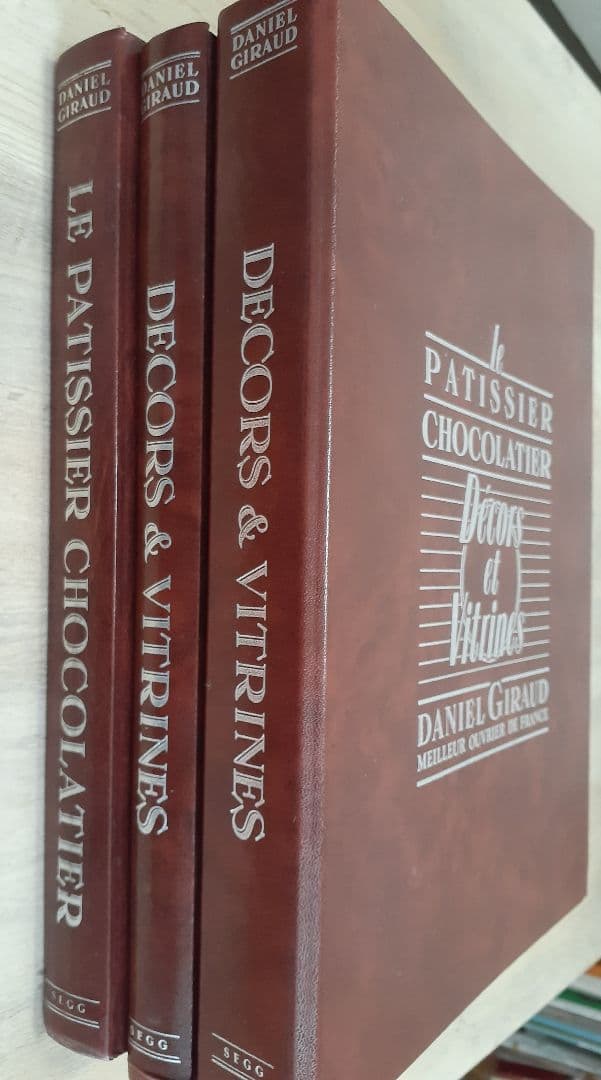 DANIEL
GIRAUD
LE PATISSIER CHOCOLATIER
SEGG
DANIEL
GIRAUD
DECORS & VITRINES
SEGG
DANIEL
GIRAUD
DECORS & VITRINES
SEGG
le
PATISSIER
CHOCOLATIER
Décors
et
Vitrines
DANIEL GIRAUD
MEILLEUR OUVRIER DE FRANCE